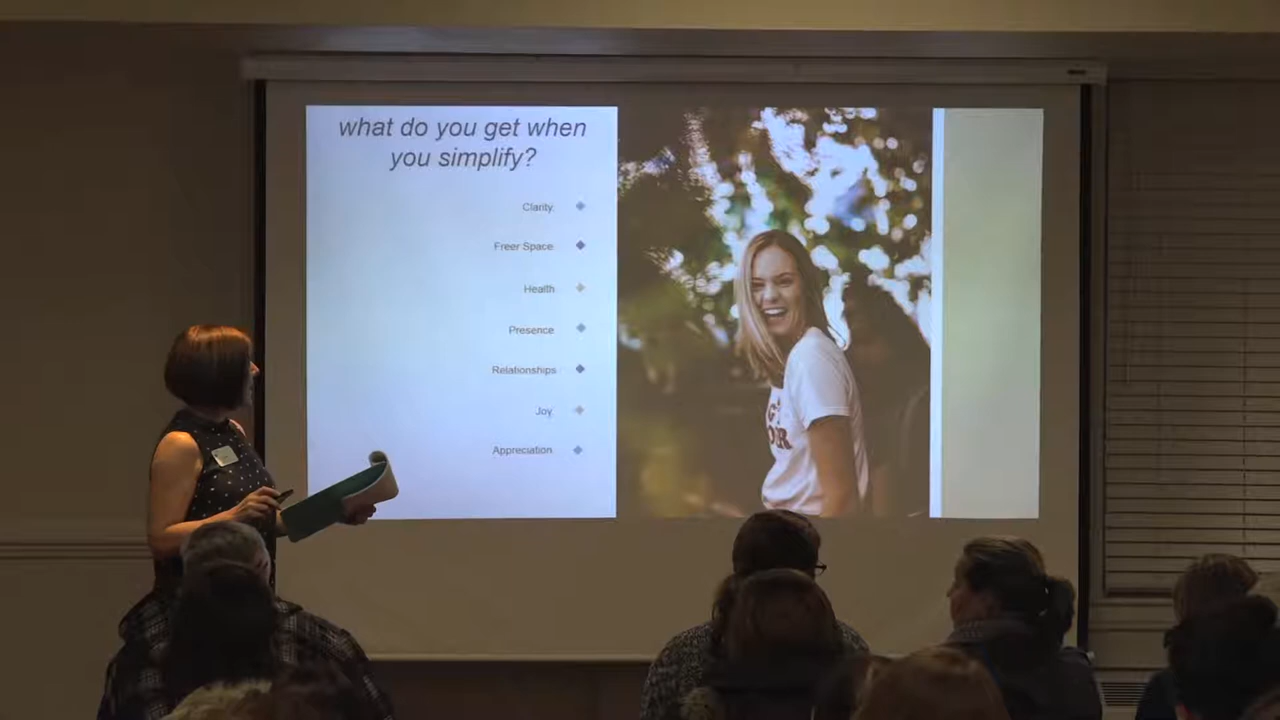 what do you get when
you simplify?
Clarity
Freer Space
Health
Presence
Relationships
Joy
Appreciation